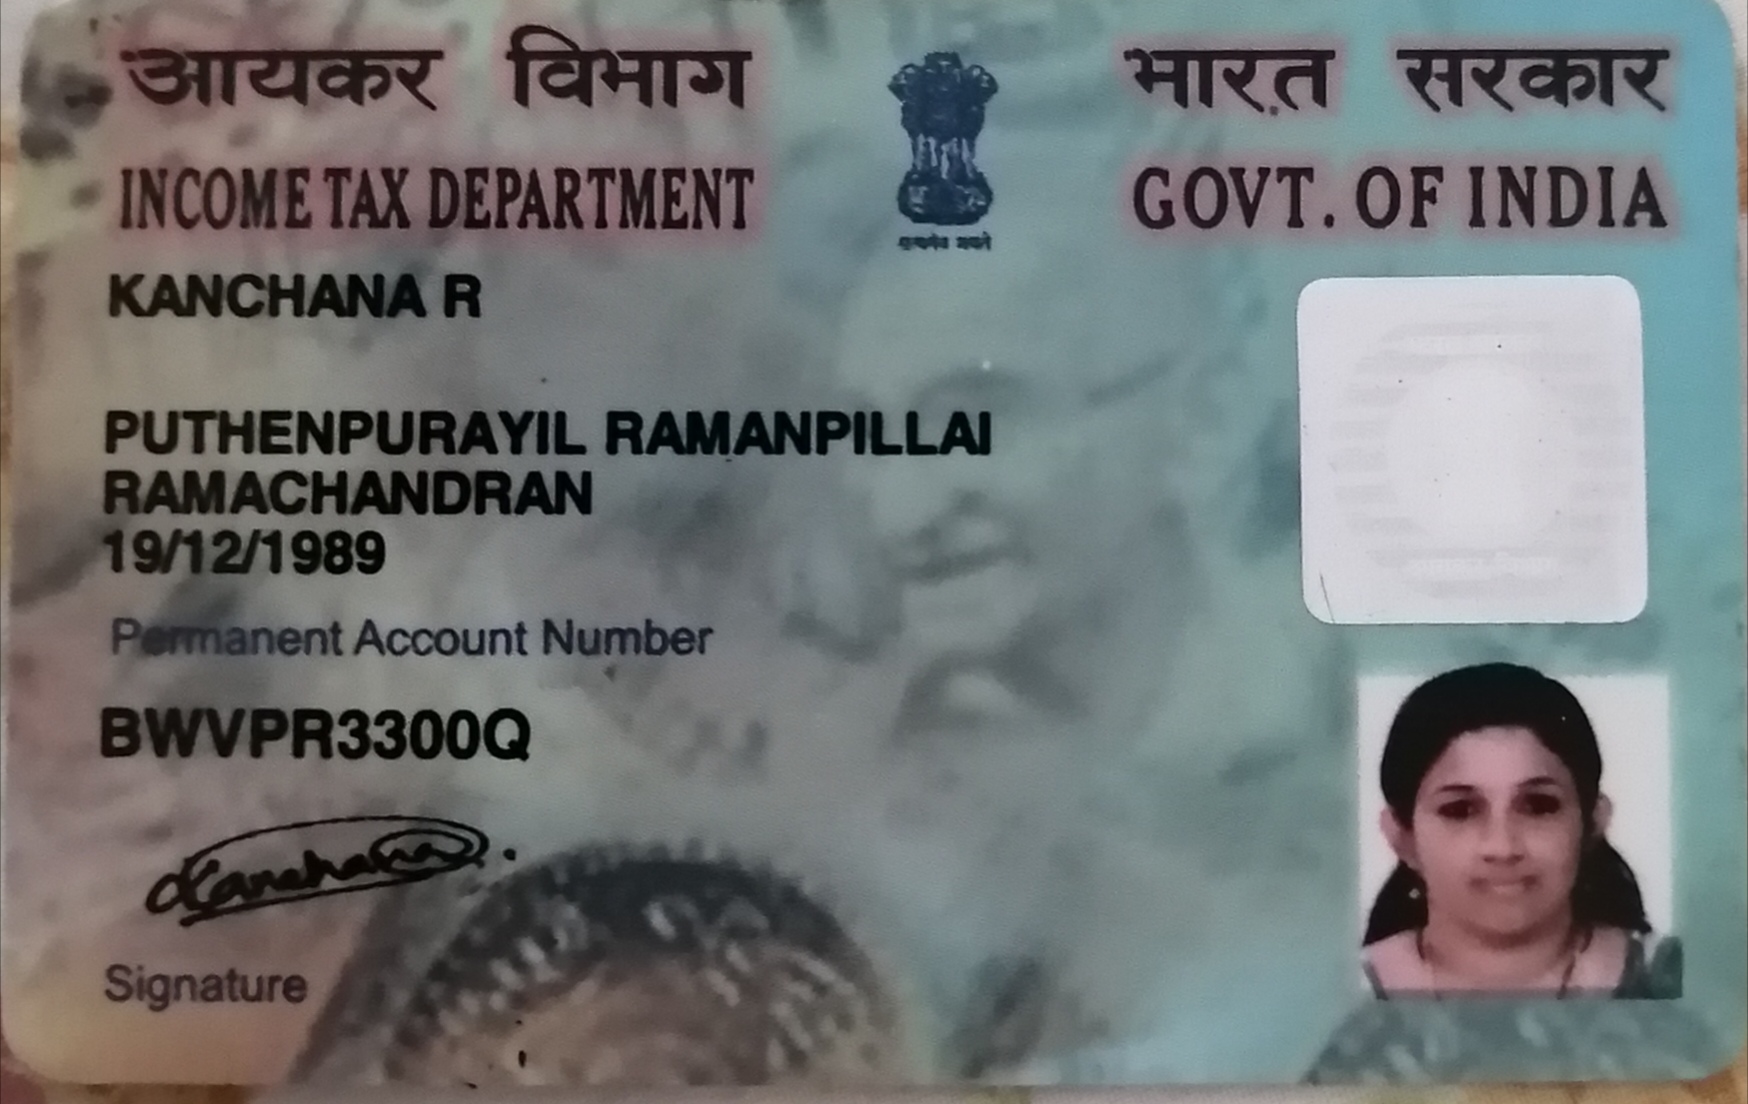 आयकर विभाग
भारत सरकार
INCOME TAX DEPARTMENT
GOVT. OF INDIA
सत्यमेव जयते
KANCHANA R
PUTHENPURAYIL RAMANPILLAI
RAMACHANDRAN
19/12/1989
Permanent Account Number
BWVPR3300Q
Kanchana
Signature